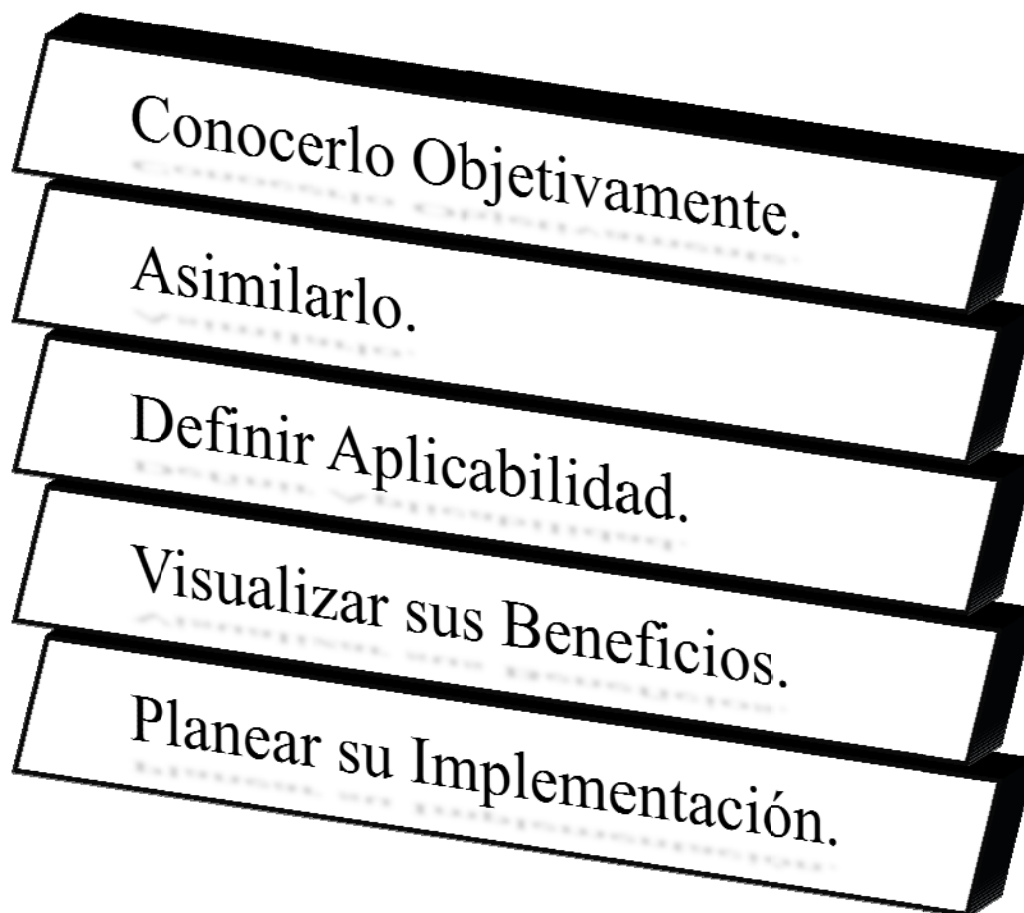 Conocerlo Objetivamente.
Asimilarlo.
Definir Aplicabilidad.
Visualizar sus Beneficios.
Planear su Implementación.